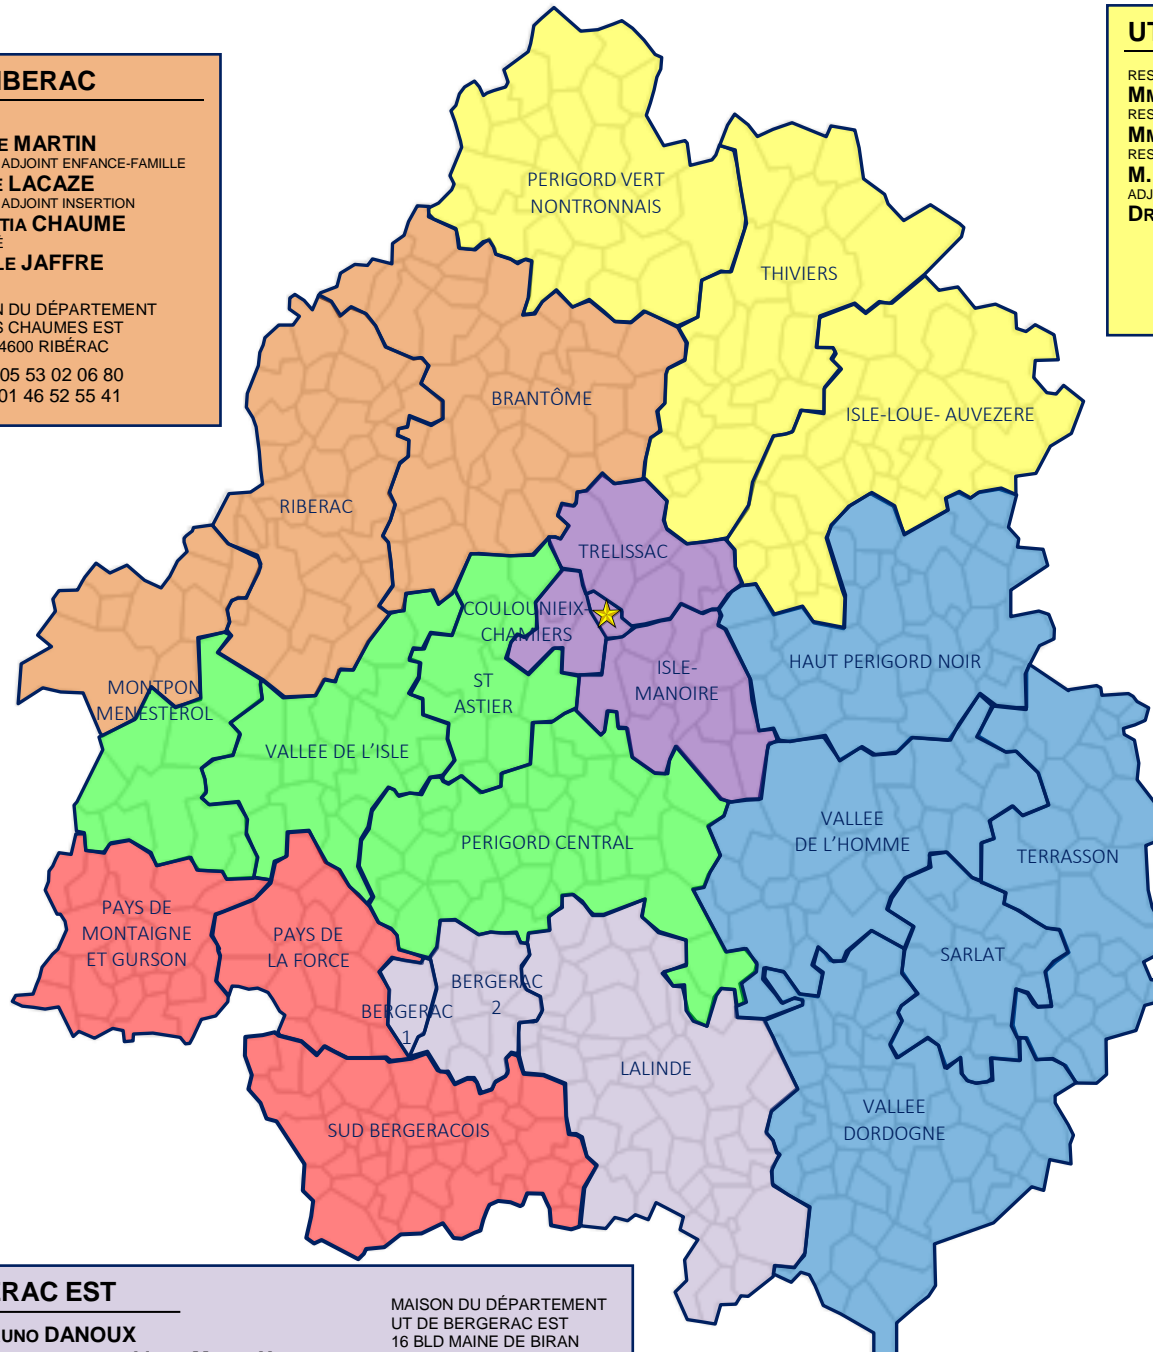 IBERAC
E MARTIN
ADJOINT ENFANCE-FAMILLE
E LACAZE
ADJOINT INSERTION
TIA CHAUME
É
LE JAFFRE
N DU DÉPARTEMENT
S CHAUMES EST
4600 RIBÉRAC
05 53 02 06 80
01 46 52 55 41
UT
RES
MM
RES
MM
RES
M.
ADJ
DR
PERIGORD VERT
NONTRONNAIS
THIVIERS
BRANTÔME
ISLE-LOUE- AUVEZERE
RIBERAC
TRELISSAC
COULOUNIEIX-
CHAMIERS
ISLE-
MANOIRE
HAUT PERIGORD NOIR
ST
ASTIER
MONTPON
MENESTEROL
VALLEE DE L'ISLE
PERIGORD CENTRAL
VALLEE
DE L'HOMME
TERRASSON
PAYS DE
MONTAIGNE
ET GURSON
PAYS DE
LA FORCE
SARLAT
BERGERAC
1
BERGERAC
2
LALINDE
VALLEE
DORDOGNE
SUD BERGERACOIS
ERAC EST
UNO DANOUX
MAISON DU DÉPARTEMENT
UT DE BERGERAC EST
16 BLD MAINE DE BIRAN